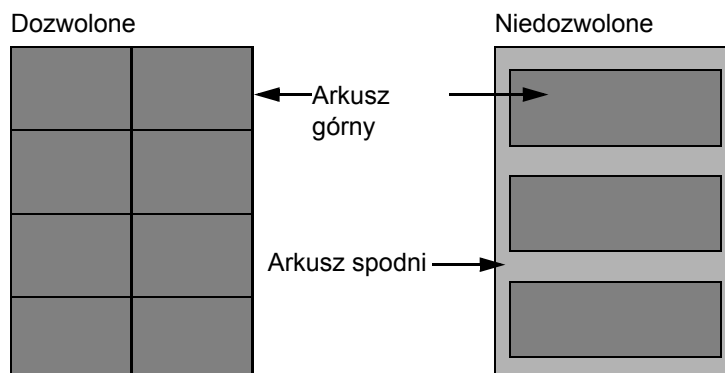 Dozwolone
Niedozwolone
Arkusz
górny
Arkusz spodni